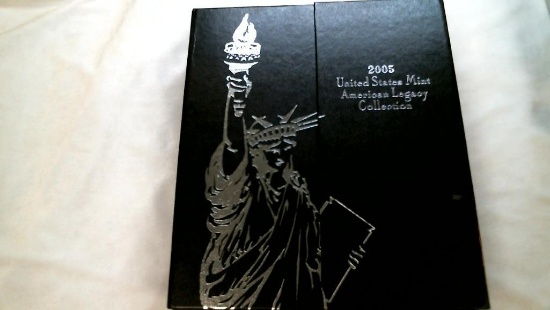 2005
United States Mint
American Legacy
Collection